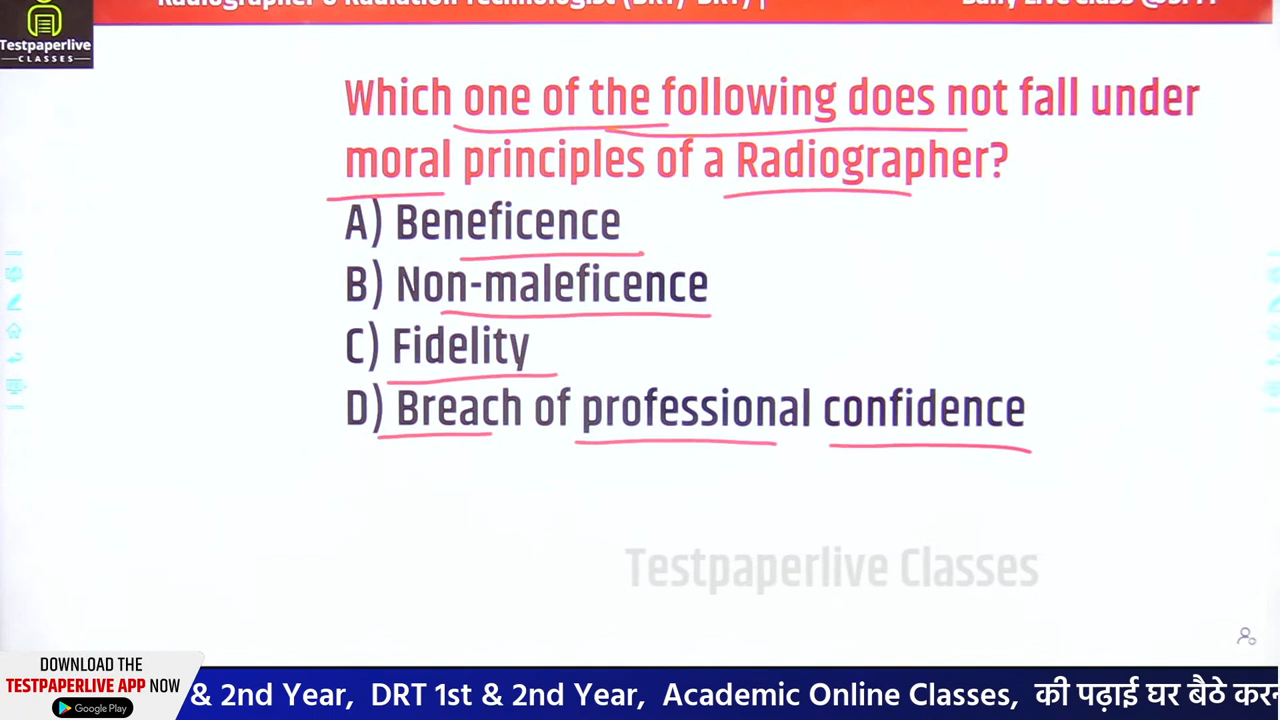 Testpaperlive
CLASSES
Which one of the following does not fall under
moral principles of a Radiographer?
A) Beneficence
B) Non-maleficence
C) Fidelity
D) Breach of professional confidence
Testpaperlive Classes
DOWNLOAD THE
TESTPAPERLIVE APP NOW
Google Play
& 2nd Year, DRT 1st & 2nd Year, Academic Online Classes, की पढ़ाई घर बैठे